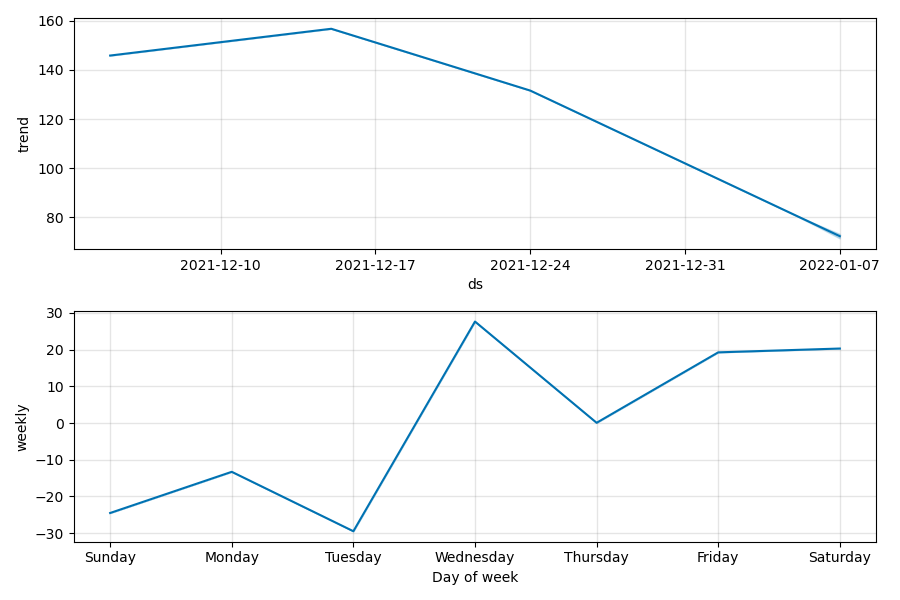 160
140
120
100
80
trend
2021-12-10 2021-12-17 2021-12-24 2021-12-31 2022-01-07
ds
30
20
10
0
−10
−20
−30
weekly
Sunday Monday Tuesday Wednesday Thursday Friday Saturday
Day of week